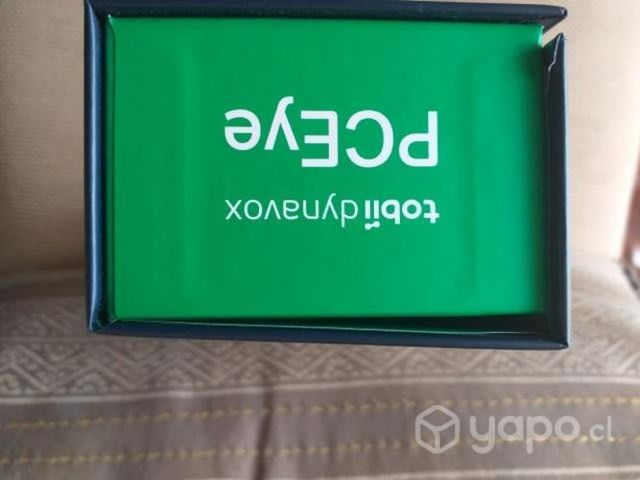 tobii dynavox
PCEye
yapo.cl